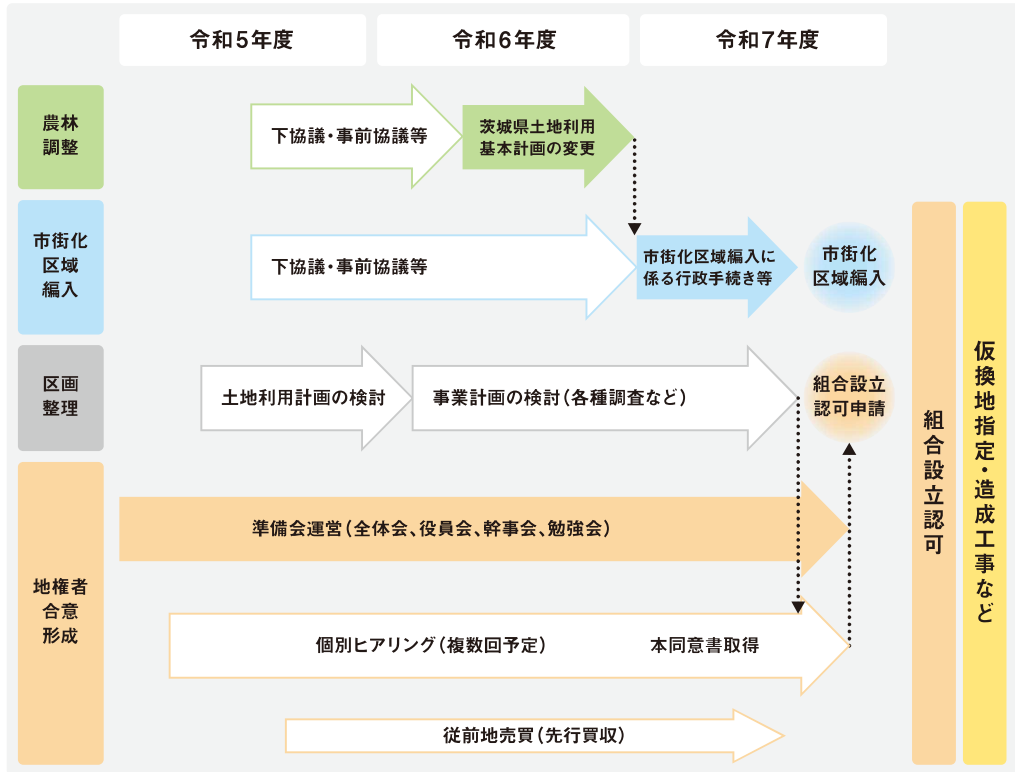 令和5年度
令和6年度
令和7年度
農林
調整
下協議・事前協議等
茨城県土地利用
基本計画の変更
市街化
区域
編入
下協議・事前協議等
市街化区域編入に
係る行政手続き等
市街化
区域編入
区画
整理
土地利用計画の検討
事業計画の検討（各種調査など）
組合設立
認可申請
地権者
合意
形成
準備会運営（全体会、役員会、幹事会、勉強会）
個別ヒアリング（複数回予定）
本同意書取得
従前地売買（先行買収）
組合設立認可
仮換地指定・造成工事など